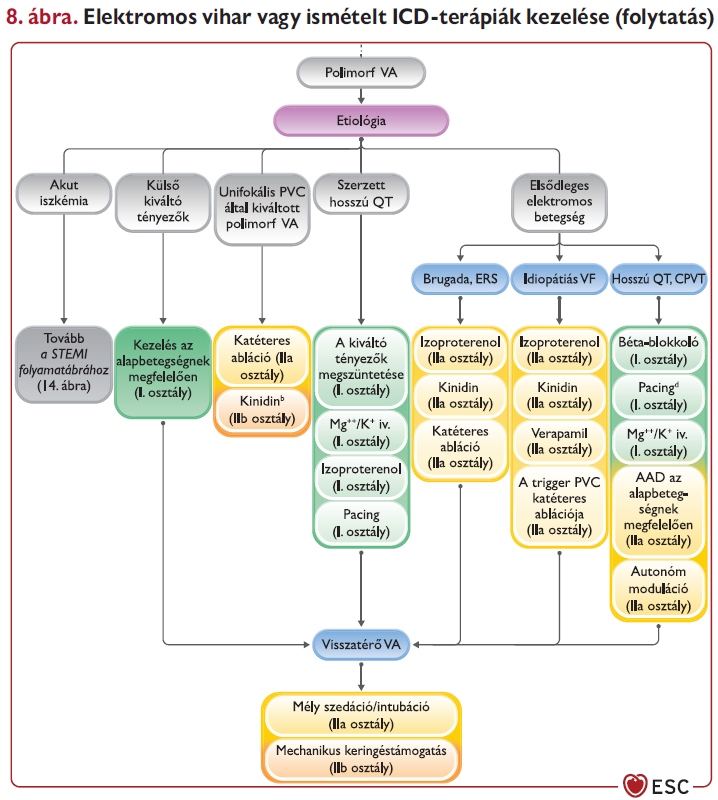 8. ábra. Elektromos vihar vagy ismételt ICD-terápiák kezelése (folytatás)
Polimorf VA
Etiológia
Akut
iszkémia
Külső
kiváltó
tényezők
Unifokális PVC
által kiváltott
polimorf VA
Szerzett
hosszú QT
Elsődleges
elektromos
betegség
Brugada, ERS
Idiopátiás VF
Hosszú QT, CPVT
Tovább
a STEMI
folyamatábrához
(14. ábra)
Kezelés az
alapbetegségnek
megfelelően
(I. osztály)
Katéteres
abláció (IIa
osztály)
Kinidinᵇ
(IIb osztály)
A kiváltó
tényezők
megszüntetése
(I. osztály)
Mg⁺⁺/K⁺ iv.
(I. osztály)
Izoproterenol
(I. osztály)
Pacing
(I. osztály)
Izoproterenol
(IIa osztály)
Kinidin
(IIa osztály)
Katéteres
abláció
(IIa osztály)
Izoproterenol
(IIa osztály)
Kinidin
(IIa osztály)
Verapamil
(IIa osztály)
A trigger PVC
katéteres
ablációja
(IIa osztály)
Béta-blokkoló
(I. osztály)
Pacingᵈ
(I. osztály)
Mg⁺⁺/K⁺ iv.
(I. osztály)
AAD az
alapbeteg-
ségnek
megfelelően
(IIa osztály)
Autonóm
moduláció
(IIa osztály)
Visszatérő VA
Mély szedáció/intubáció
(IIa osztály)
Mechanikus keringéstámogatás
(IIb osztály)
ESC